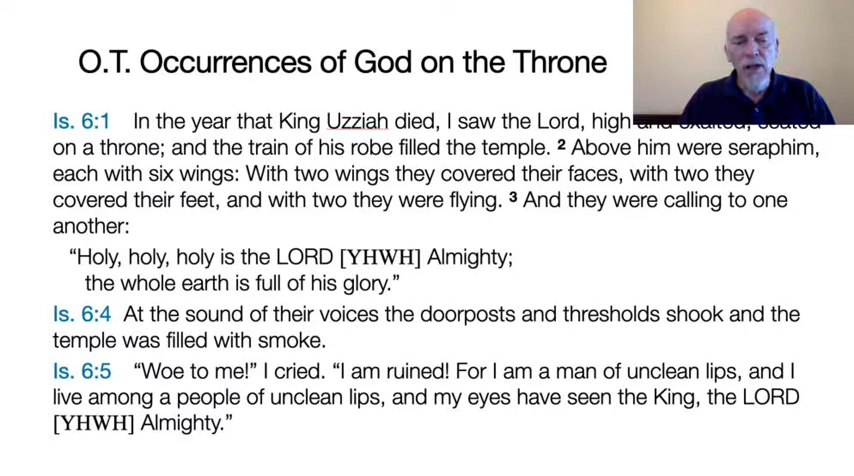 O.T. Occurrences of God on the Throne
Is. 6:1 In the year that King Uzziah died, I saw the Lord, high
on a throne; and the train of his robe filled the temple. ² Above him were seraphim,
each with six wings: With two wings they covered their faces, with two they
covered their feet, and with two they were flying. ³ And they were calling to one
another:
“Holy, holy, holy is the LORD [YHWH] Almighty;
the whole earth is full of his glory.”
Is. 6:4 At the sound of their voices the doorposts and thresholds shook and the
temple was filled with smoke.
Is. 6:5 “Woe to me!” I cried. “I am ruined! For I am a man of unclean lips, and I
live among a people of unclean lips, and my eyes have seen the King, the LORD
[YHWH] Almighty.”